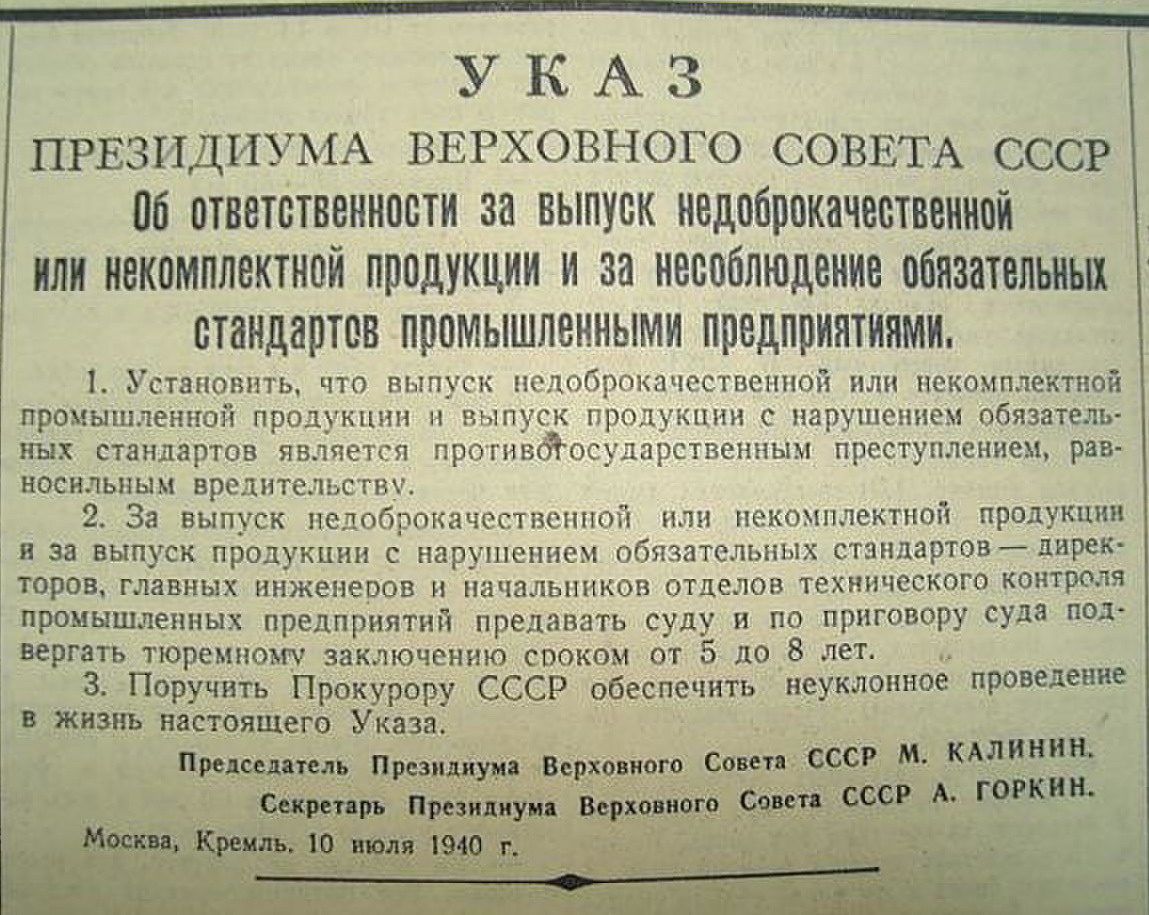 УКАЗ
ПРЕЗИДИУМА ВЕРХОВНОГО СОВЕТА СССР
Об ответственности за выпуск недоброкачественной
или некомплектной продукции и за несоблюдение обязательных
стандартов промышленными предприятиями.
1. Установить, что выпуск недоброкачественной или некомплектной
промышленной продукции и выпуск продукции с нарушением обязатель-
ных стандартов является противогосударственным преступлением, рав-
носильным вредительству.
2. За выпуск недоброкачественной или некомплектной продукции
и за выпуск продукции с нарушением обязательных стандартов — дирек-
торов, главных инженеров и начальников отделов технического контроля
промышленных предприятий предавать суду и по приговору суда под-
вергать тюремному заключению сроком от 5 до 8 лет.
3. Поручить Прокурору СССР обеспечить неуклонное проведение
в жизнь настоящего Указа.
Председатель Президиума Верховного Совета СССР М. КАЛИНИН.
Секретарь Президиума Верховного Совета СССР А. ГОРКИН.
Москва, Кремль. 10 июля 1940 г.